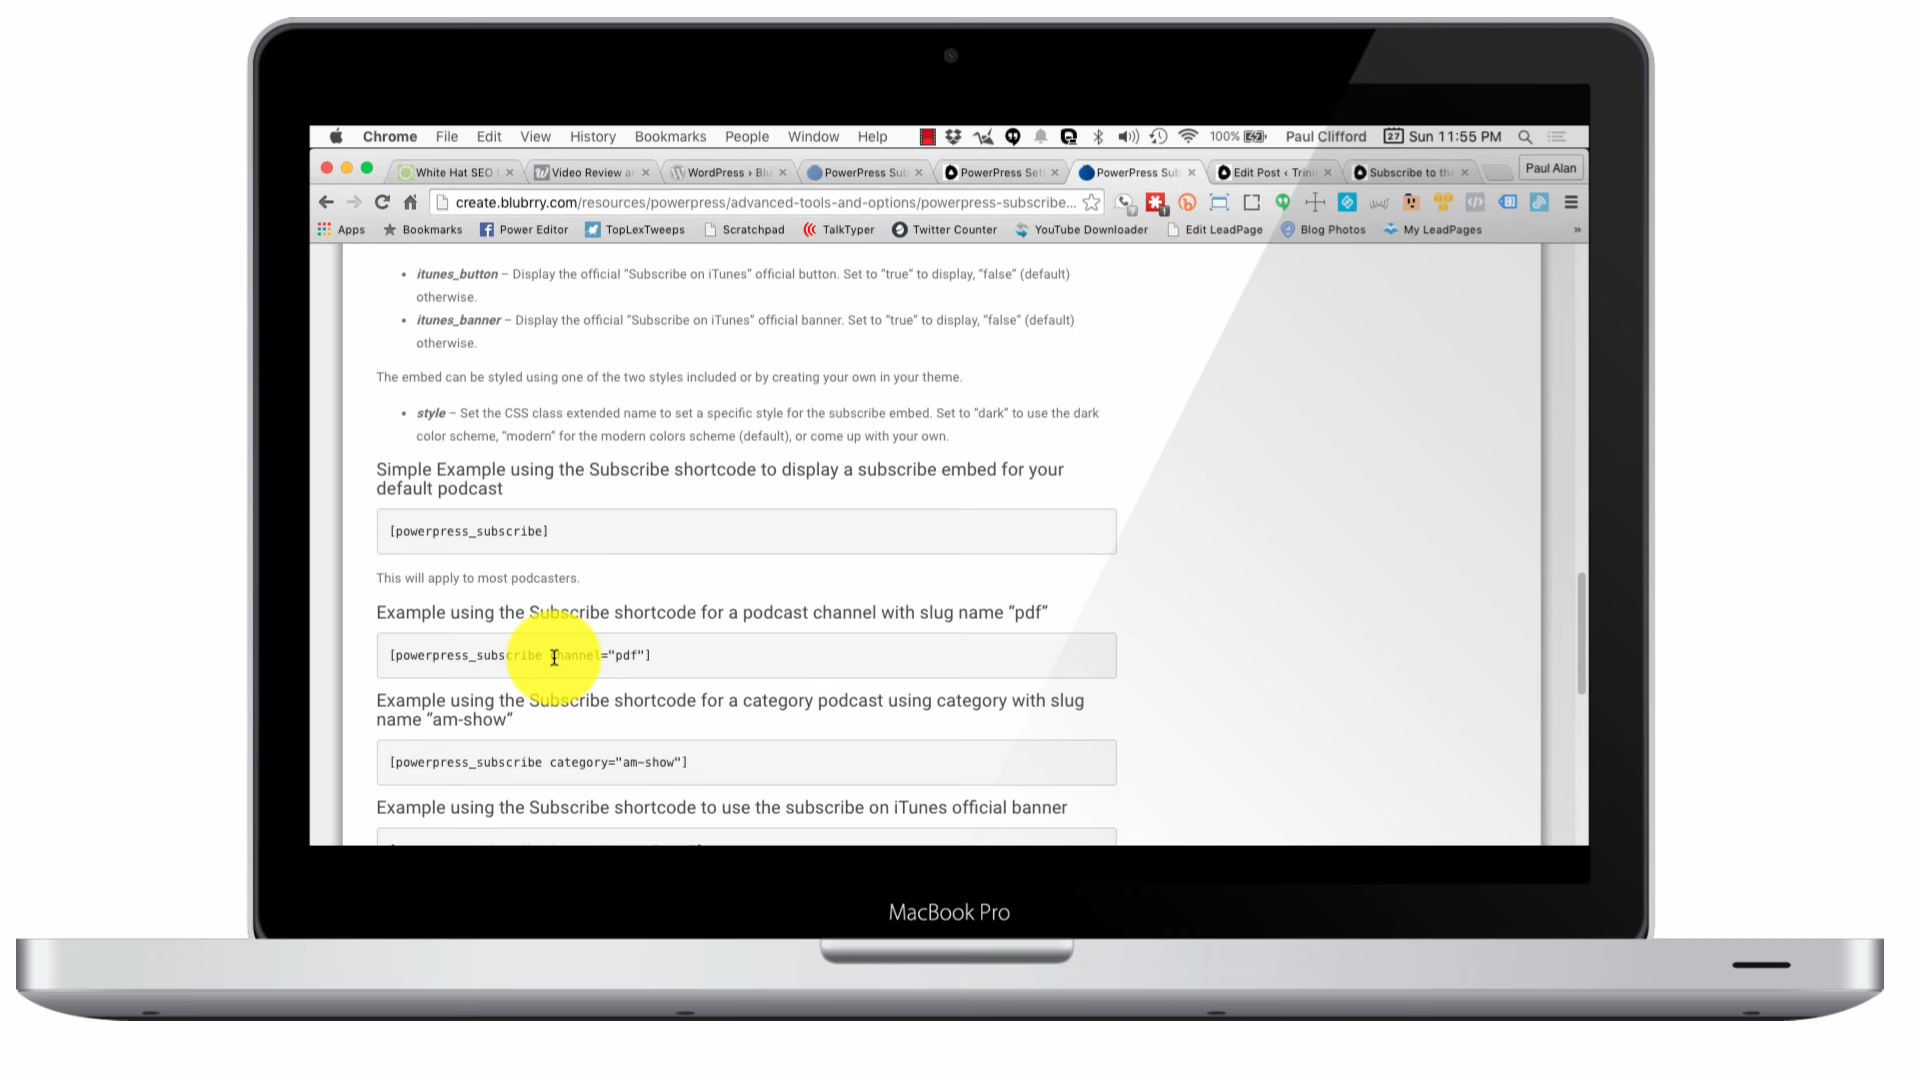 Chrome File Edit View History Bookmarks People Window Help 100% Paul Clifford 27 Sun 11:55 PM
White Hat SEO Video Review a WordPress › Blu PowerPress Sub PowerPress Set PowerPress Sub Edit Post ‹ Trini Subscribe to the Paul Alan
create.blubrry.com/resources/powerpress/advanced-tools-and-options/powerpress-subscribe...
Apps Bookmarks Power Editor TopLexTweeps Scratchpad TalkTyper Twitter Counter YouTube Downloader Edit LeadPage Blog Photos My LeadPages »
• itunes_button – Display the official “Subscribe on iTunes” official button. Set to “true” to display, “false” (default)
otherwise.
• itunes_banner – Display the official “Subscribe on iTunes” official banner. Set to “true” to display, “false” (default)
otherwise.
The embed can be styled using one of the two styles included or by creating your own in your theme.
• style – Set the CSS class extended name to set a specific style for the subscribe embed. Set to “dark” to use the dark
color scheme, “modern” for the modern colors scheme (default), or come up with your own.
Simple Example using the Subscribe shortcode to display a subscribe embed for your
default podcast
[powerpress_subscribe]
This will apply to most podcasters.
Example using the Subscribe shortcode for a podcast channel with slug name “pdf”
[powerpress_subscribe channel="pdf"]
Example using the Subscribe shortcode for a category podcast using category with slug
name “am-show”
[powerpress_subscribe category="am-show"]
Example using the Subscribe shortcode to use the subscribe on iTunes official banner
MacBook Pro